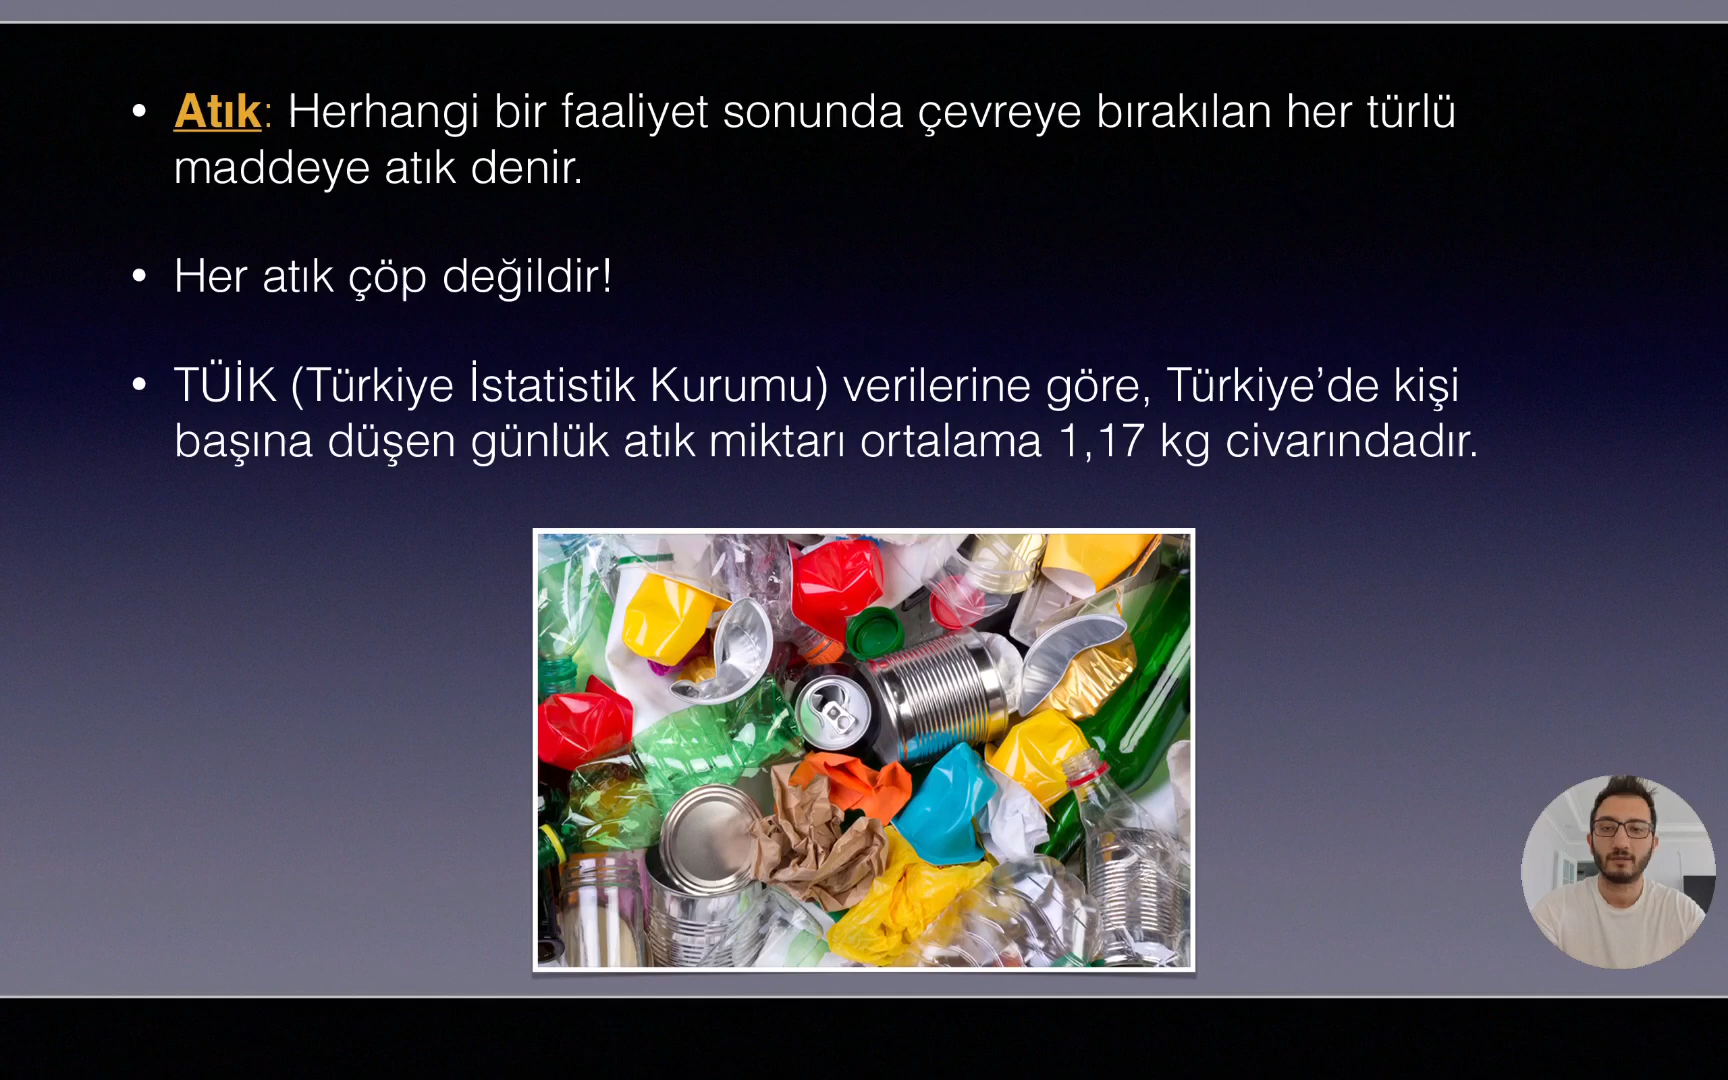 • Atık: Herhangi bir faaliyet sonunda çevreye bırakılan her türlü
maddeye atık denir.
• Her atık çöp değildir!
• TÜİK (Türkiye İstatistik Kurumu) verilerine göre, Türkiye’de kişi
başına düşen günlük atık miktarı ortalama 1,17 kg civarındadır.